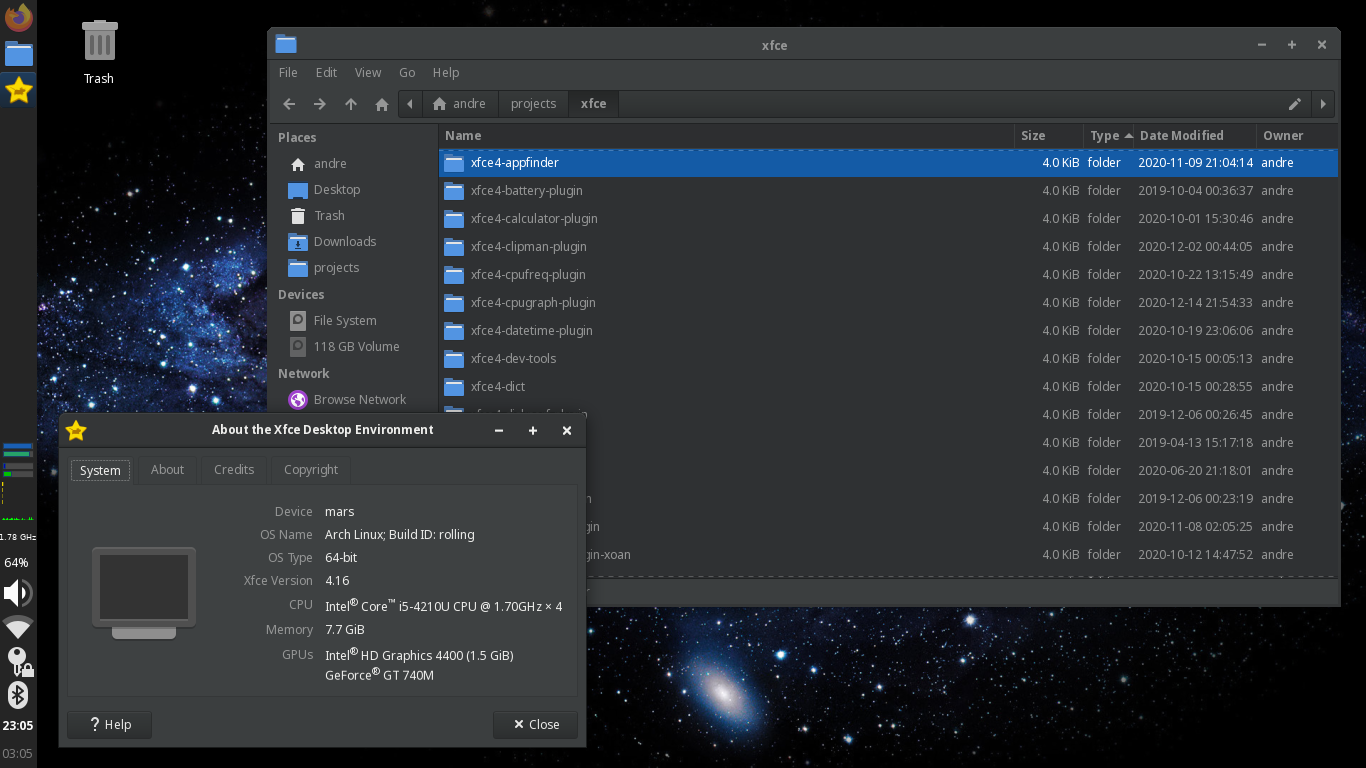 Trash
xfce
File Edit View Go Help
andre projects xfce
Places
andre
Desktop
Trash
Downloads
projects
Devices
File System
118 GB Volume
Network
Browse Network
Name Size Type Date Modified Owner
xfce4-appfinder 4.0 KiB folder 2020-11-09 21:04:14 andre
xfce4-battery-plugin 4.0 KiB folder 2019-10-04 00:36:37 andre
xfce4-calculator-plugin 4.0 KiB folder 2020-10-01 15:30:46 andre
xfce4-clipman-plugin 4.0 KiB folder 2020-12-02 00:44:05 andre
xfce4-cpufreq-plugin 4.0 KiB folder 2020-10-22 13:15:49 andre
xfce4-cpugraph-plugin 4.0 KiB folder 2020-12-14 21:54:33 andre
xfce4-datetime-plugin 4.0 KiB folder 2020-10-19 23:06:06 andre
xfce4-dev-tools 4.0 KiB folder 2020-10-15 00:05:13 andre
xfce4-dict 4.0 KiB folder 2020-10-15 00:28:55 andre
4.0 KiB folder 2019-12-06 00:26:45 andre
4.0 KiB folder 2019-04-13 15:17:18 andre
4.0 KiB folder 2020-06-20 21:18:01 andre
4.0 KiB folder 2019-12-06 00:23:19 andre
4.0 KiB folder 2020-11-08 02:05:25 andre
gin-xoan 4.0 KiB folder 2020-10-12 14:47:52 andre
About the Xfce Desktop Environment
System About Credits Copyright
Device mars
OS Name Arch Linux; Build ID: rolling
OS Type 64-bit
Xfce Version 4.16
CPU Intel® Core™ i5-4210U CPU @ 1.70GHz × 4
Memory 7.7 GiB
GPUs Intel® HD Graphics 4400 (1.5 GiB)
GeForce® GT 740M
? Help Close
1.78 GHz
64%
23:05
03:05